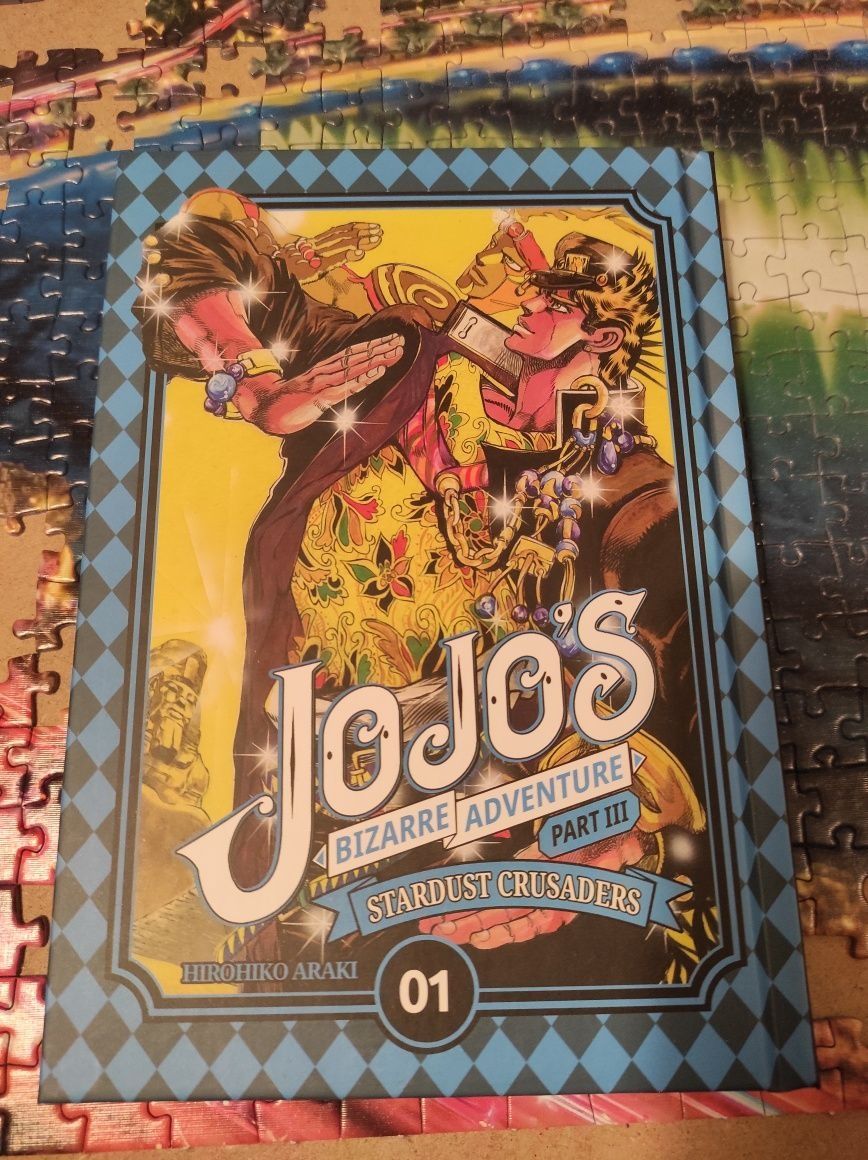 JOJO'S
BIZARRE ADVENTURE
PART III
STARDUST CRUSADERS
HIROHIKO ARAKI
01